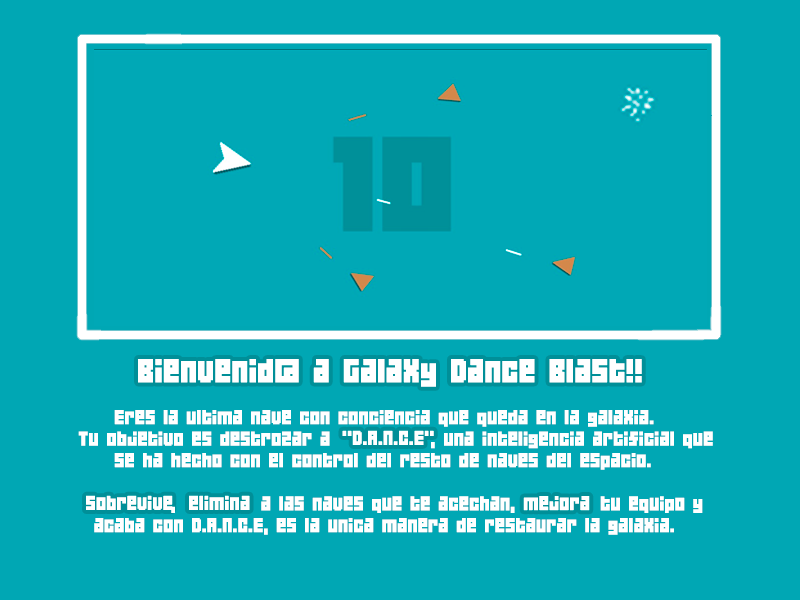 10
Bienvenid@ a Galaxy Dance Blast!!
Eres la ultima nave con conciencia que queda en la galaxia.
Tu objetivo es destrozar a "D.A.N.C.E", una inteligencia artificial que
se ha hecho con el control del resto de naves del espacio.
Sobrevive, elimina a las naves que te acechan, mejora tu equipo y
acaba con D.A.N.C.E, es la unica manera de restaurar la galaxia.